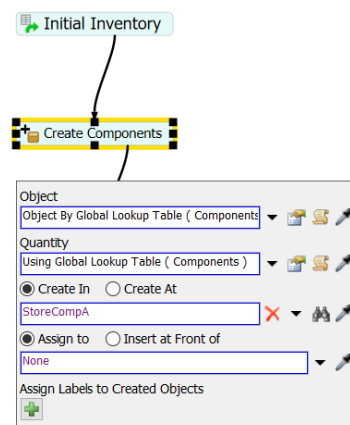 Initial Inventory
Create Components
Object
Object By Global Lookup Table ( Components
Quantity
Using Global Lookup Table ( Components )
Create In Create At
StoreCompA
Assign to Insert at Front of
None
Assign Labels to Created Objects